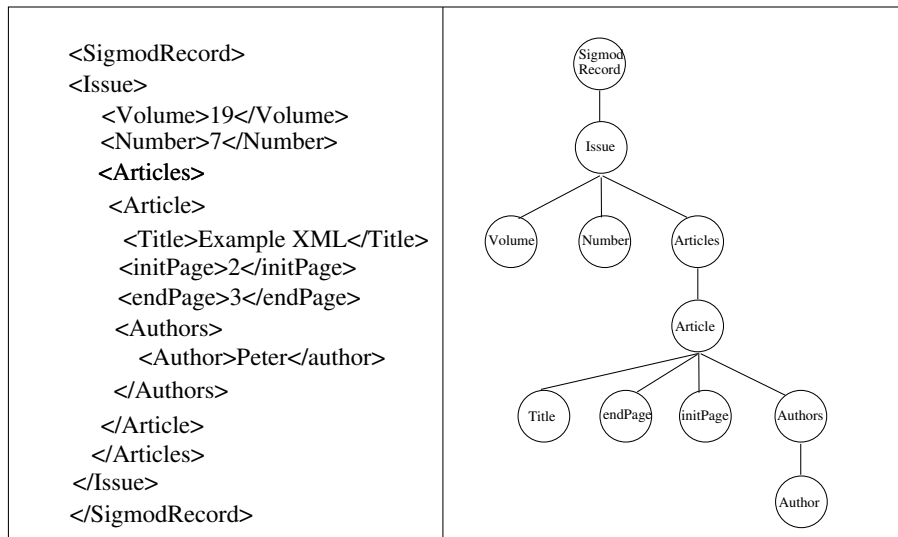 <SigmodRecord>
<Issue>
<Volume>19</Volume>
<Number>7</Number>
<Articles>
<Article>
<Title>Example XML</Title>
<initPage>2</initPage>
<endPage>3</endPage>
<Authors>
<Author>Peter</author>
</Authors>
</Article>
</Articles>
</Issue>
</SigmodRecord>
Sigmod
Record
Issue
Volume Number Articles
Article
Title endPage initPage Authors
Author